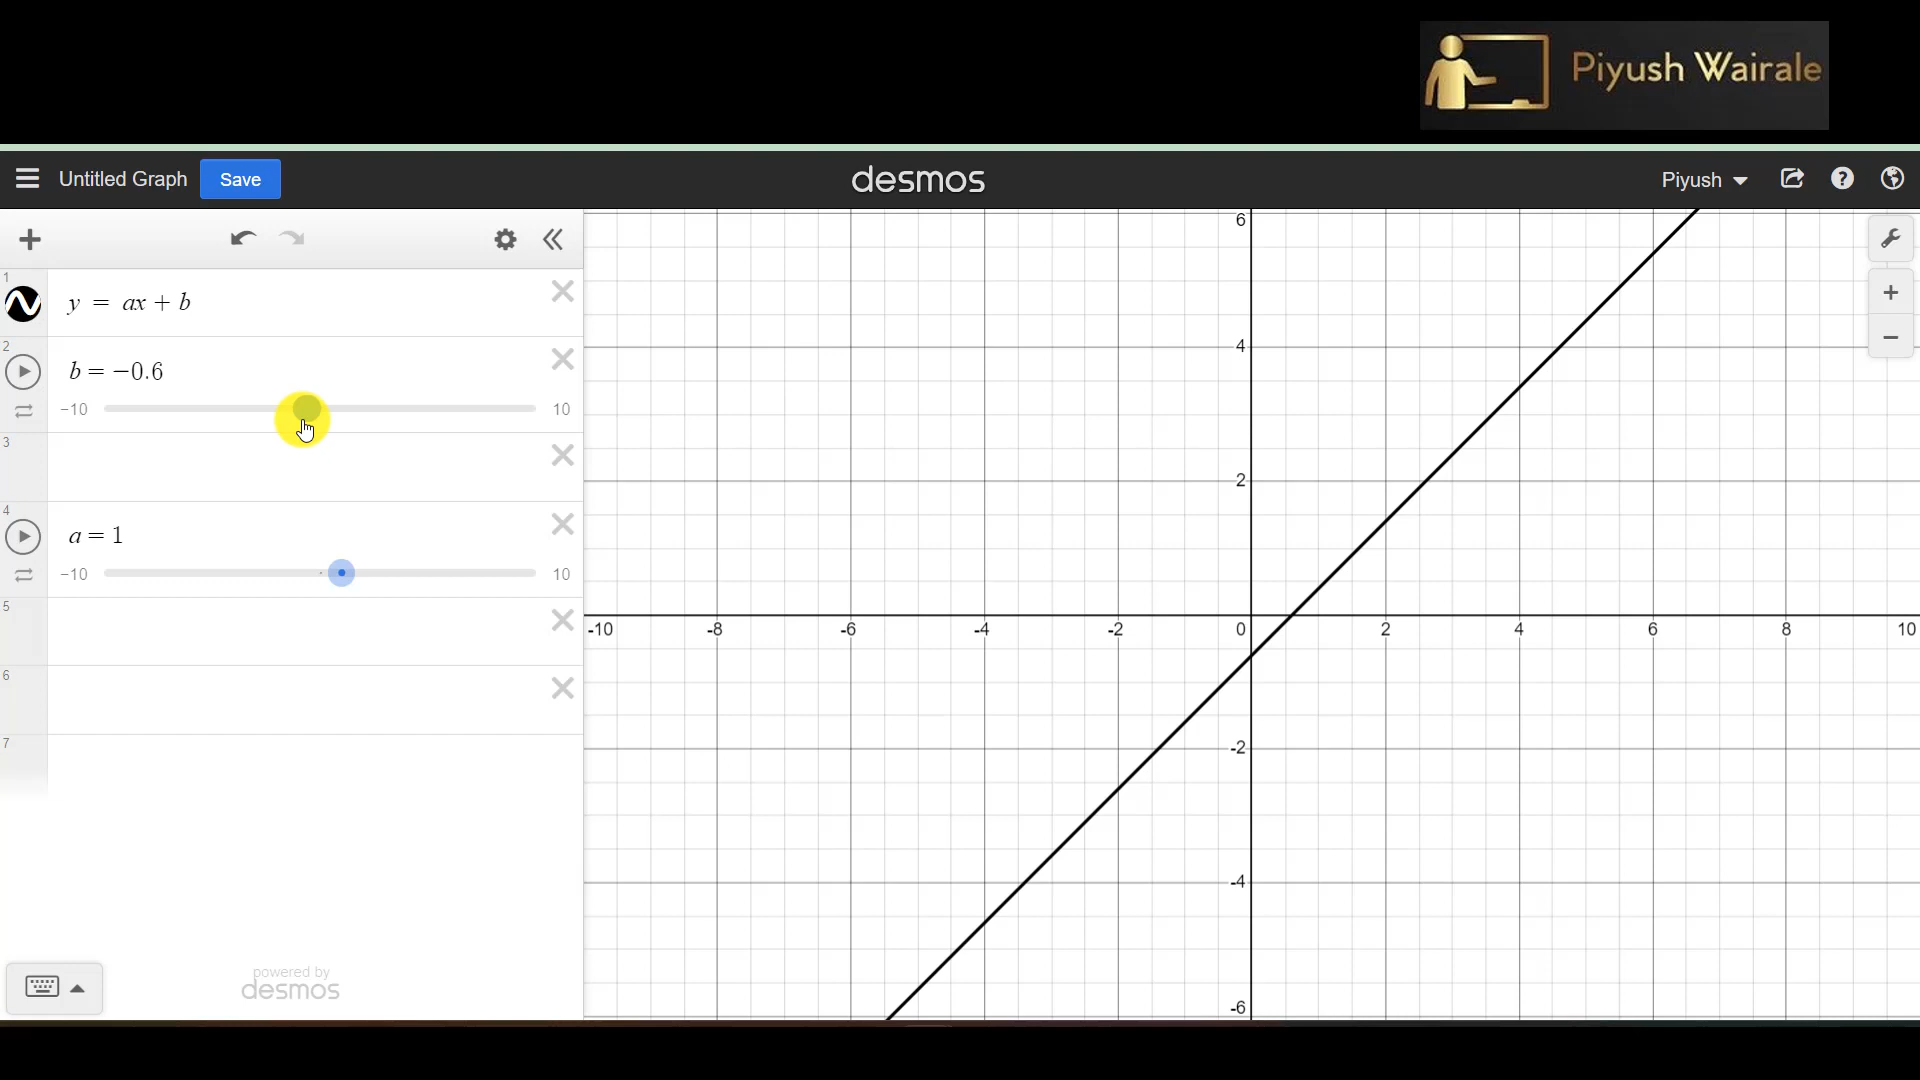 Piyush Wairale
Untitled Graph
Save
desmos
Piyush
1
y = ax + b
2
b = −0.6
−10
10
3
4
a = 1
−10
10
5
6
7
powered by
desmos
6
4
2
-10
-8
-6
-4
-2
0
2
4
6
8
10
-2
-4
-6